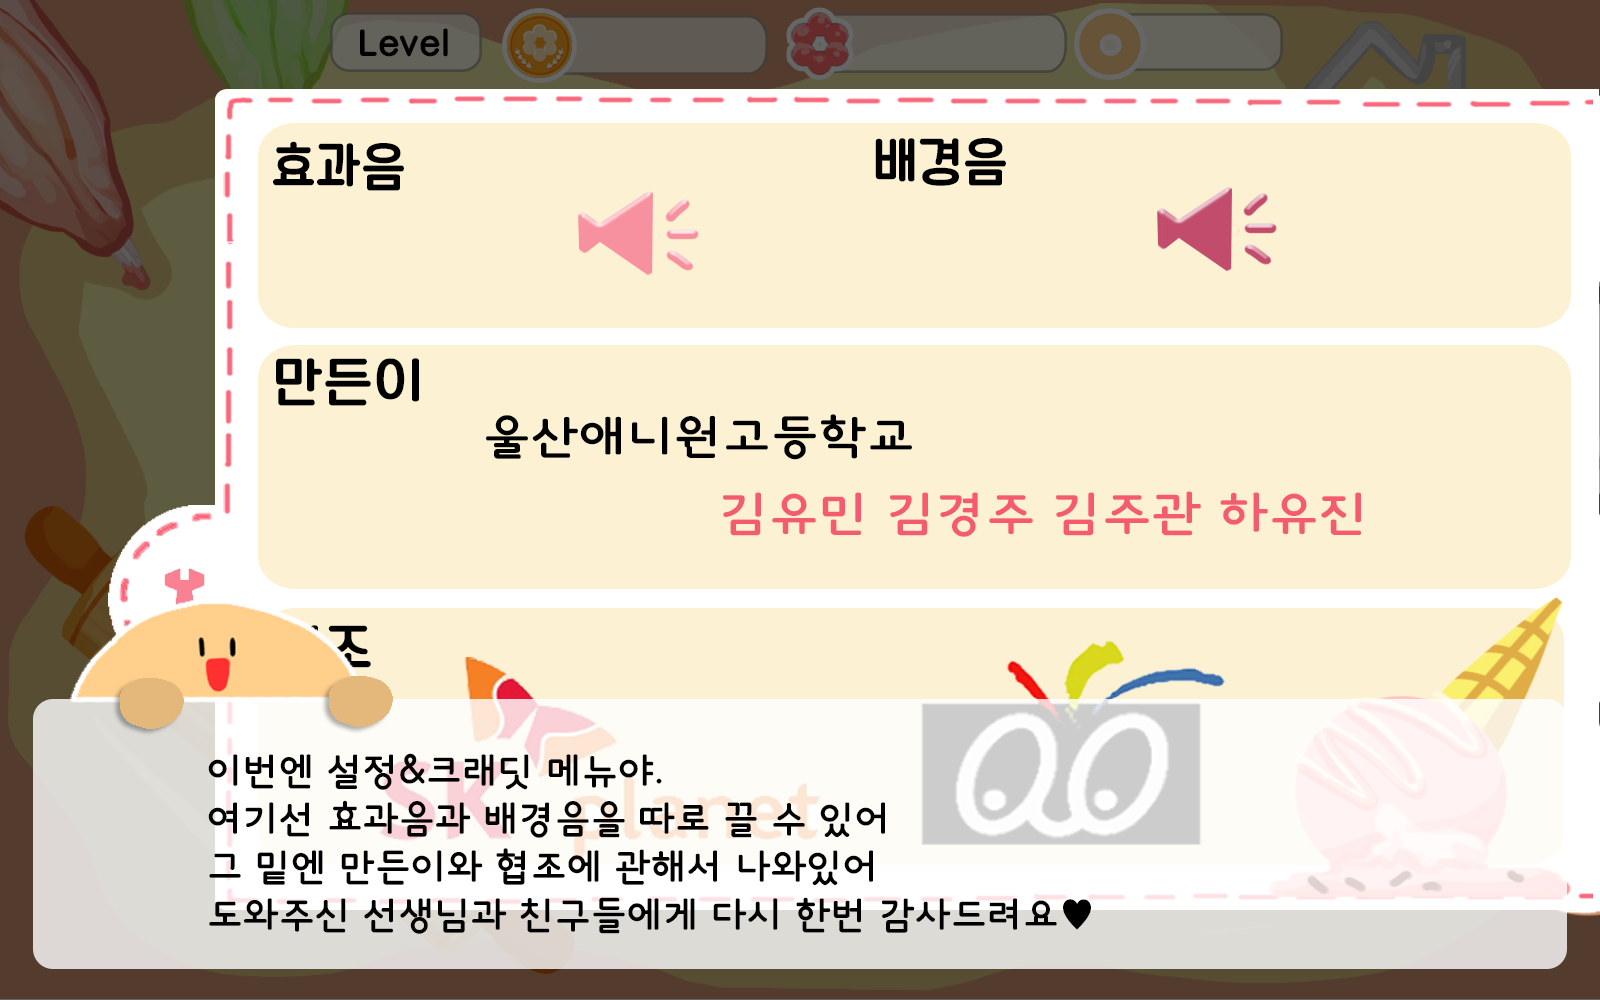 Level
효과음
배경음
만든이
울산애니원고등학교
김유민 김경주 김주관 하유진
조
SK planet
이번엔 설정&크래딧 메뉴야.
여기선 효과음과 배경음을 따로 끌 수 있어
그 밑엔 만든이와 협조에 관해서 나와있어
도와주신 선생님과 친구들에게 다시 한번 감사드려요♥